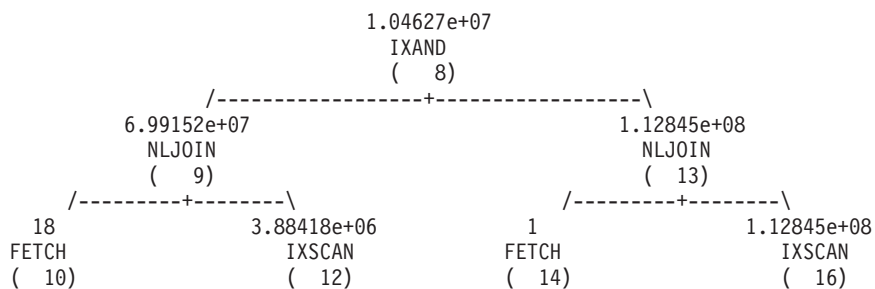 1.04627e+07
IXAND
(   8)
/------------------+------------------\
6.99152e+07                              1.12845e+08
NLJOIN                                   NLJOIN
(   9)                                   (  13)
/---------+--------\                     /---------+--------\
18                 3.88418e+06           1                  1.12845e+08
FETCH              IXSCAN                FETCH              IXSCAN
(  10)             (  12)                (  14)             (  16)